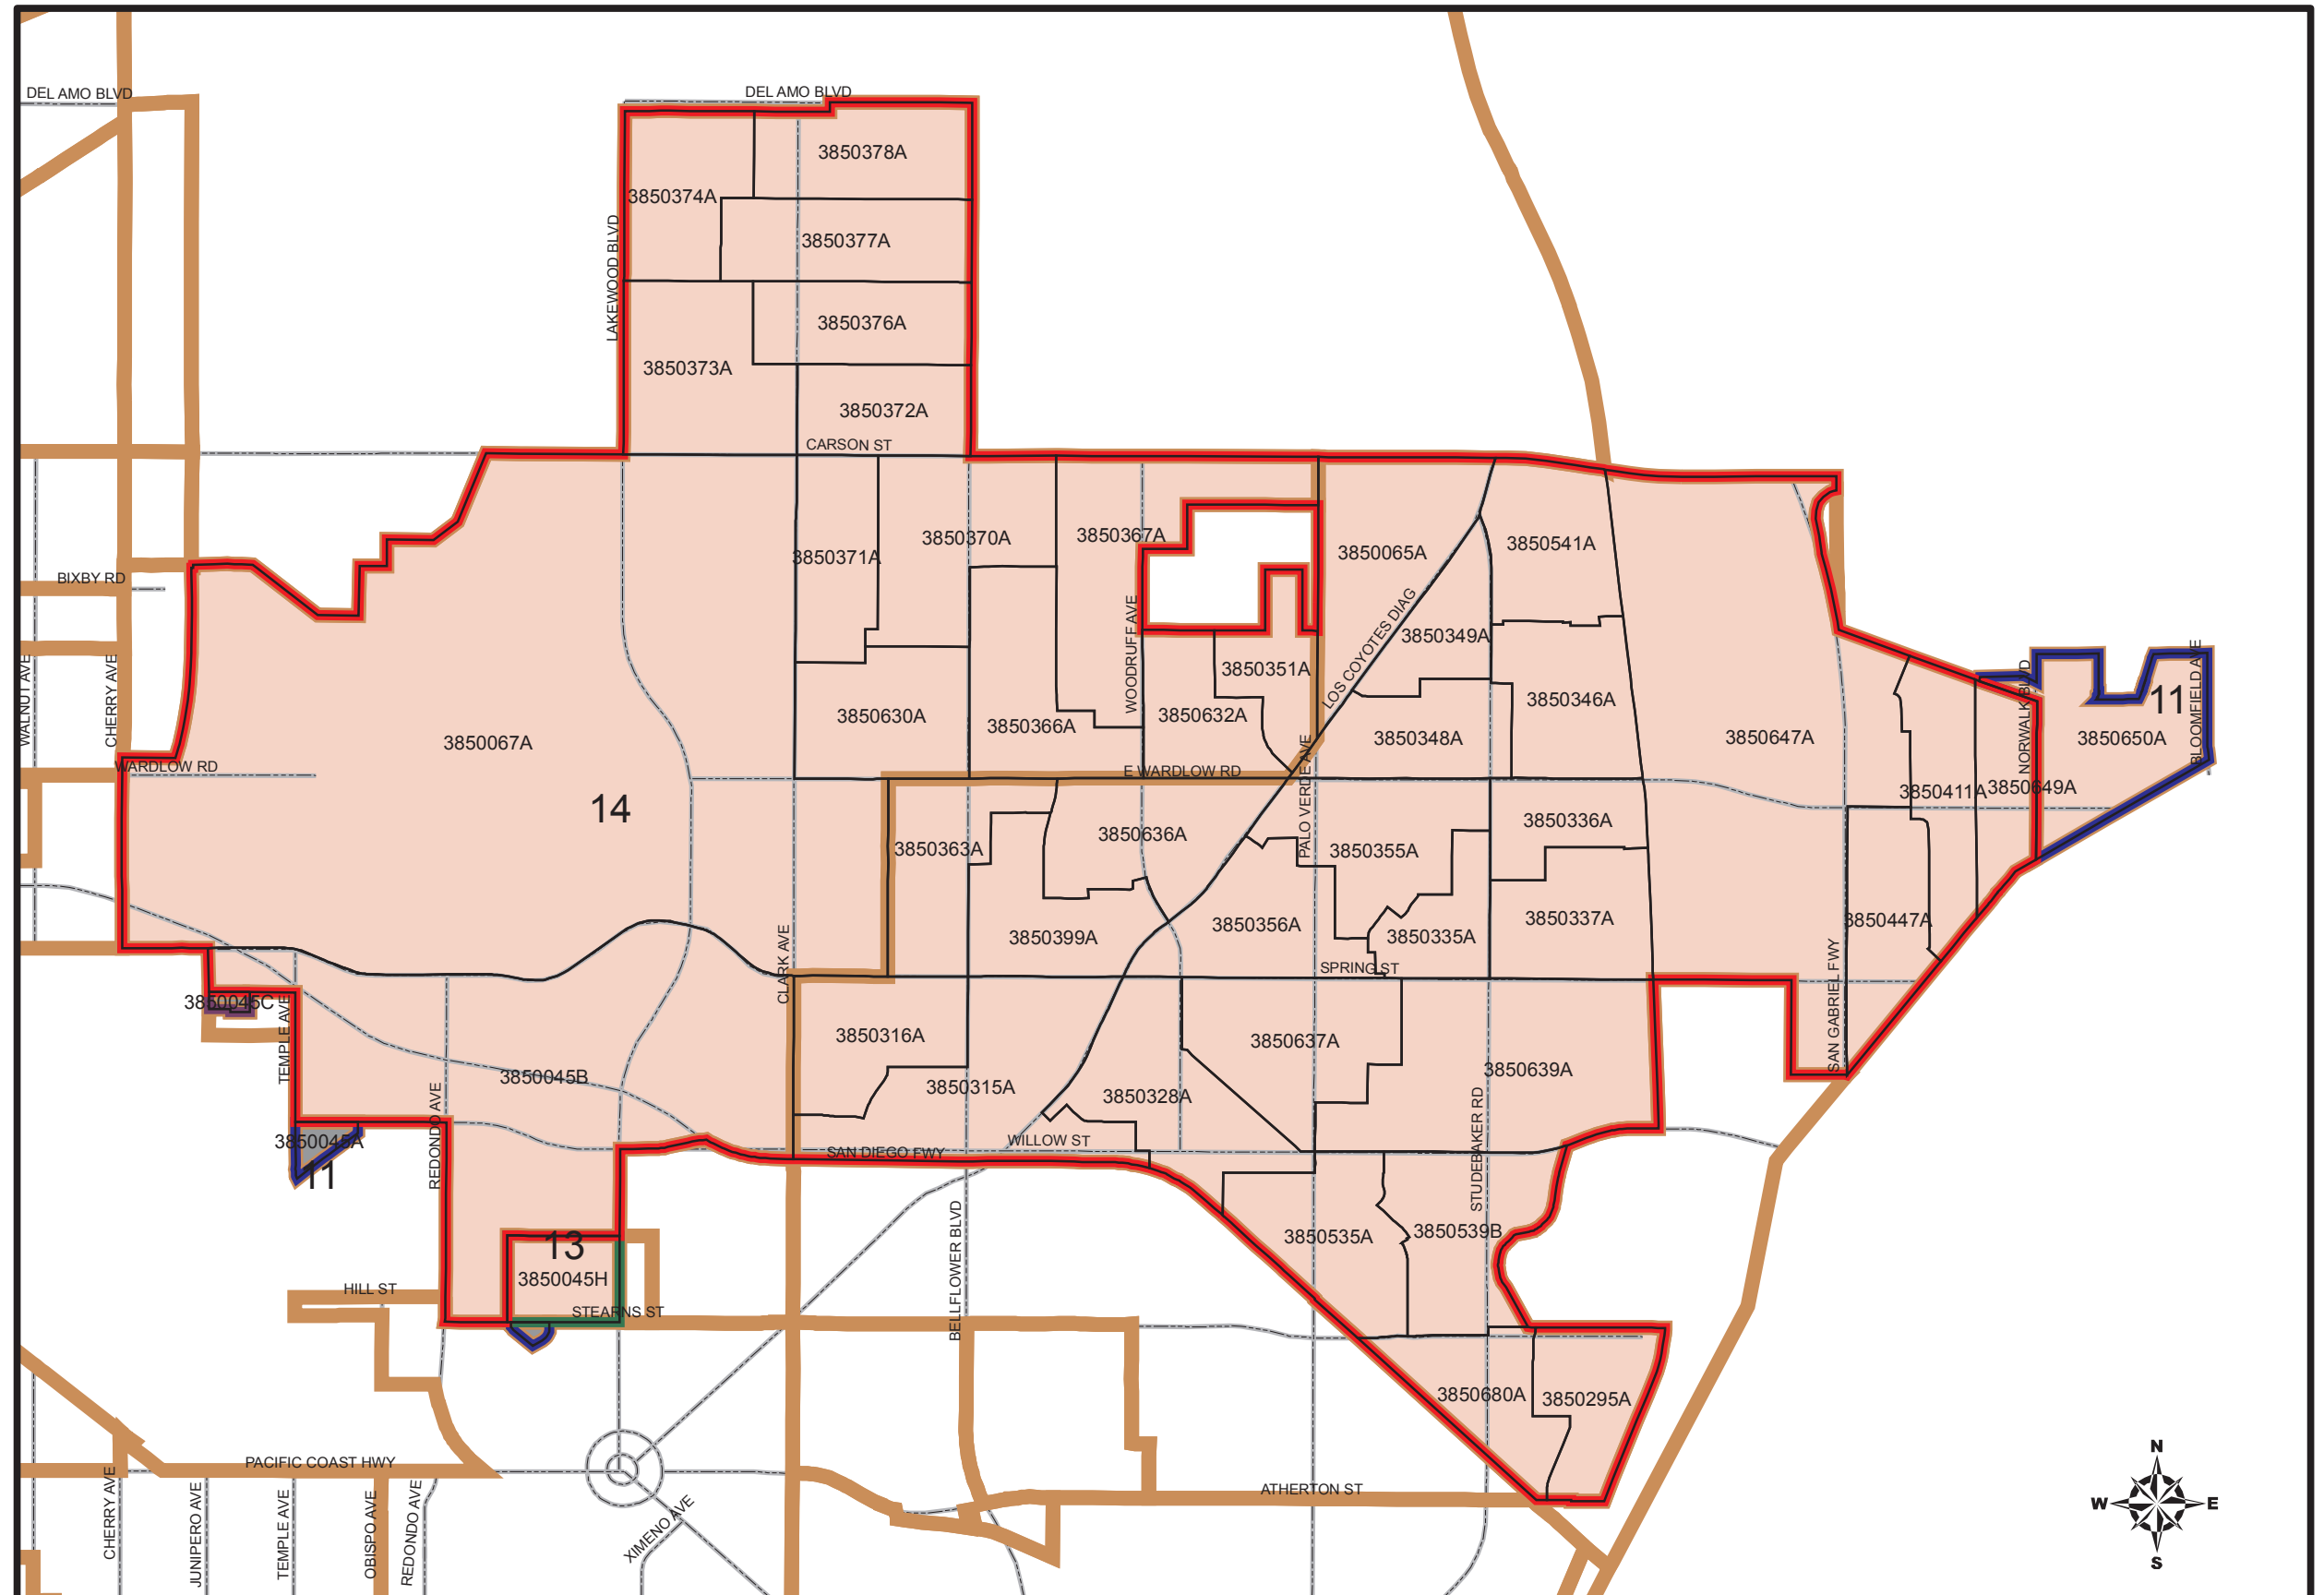 DEL AMO BLVD
DEL AMO BLVD
3850378A
3850374A
LAKEWOOD BLVD
3850377A
3850376A
3850373A
3850372A
CARSON ST
3850371A
3850370A
3850367A
3850065A
3850541A
BIXBY RD
WALNUT AVE
CHERRY AVE
WOODRUFF AVE
LOS COYOTES DIAG
3850349A
3850351A
3850346A
NORWALK BLVD
BLOOMFIELD AVE
11
3850630A
3850366A
3850632A
3850348A
3850647A
3850650A
3850067A
WARDLOW RD
E WARDLOW RD
PALO VERDE AVE
3850411A
3850649A
14
3850363A
3850636A
3850355A
3850336A
3850399A
3850356A
3850335A
3850337A
3850447A
CLARK AVE
SPRING ST
SAN GABRIEL FWY
3850045C
TEMPLE AVE
3850316A
3850637A
3850045B
3850315A
3850328A
3850639A
REDONDO AVE
3850045A
11
WILLOW ST
SAN DIEGO FWY
STUDEBAKER RD
BELLFLOWER BLVD
3850535A
3850539B
13
3850045H
HILL ST
STEARNS ST
3850680A
3850295A
PACIFIC COAST HWY
ATHERTON ST
CHERRY AVE
JUNIPERO AVE
TEMPLE AVE
OBISPO AVE
REDONDO AVE
XIMENO AVE
N
W
E
S